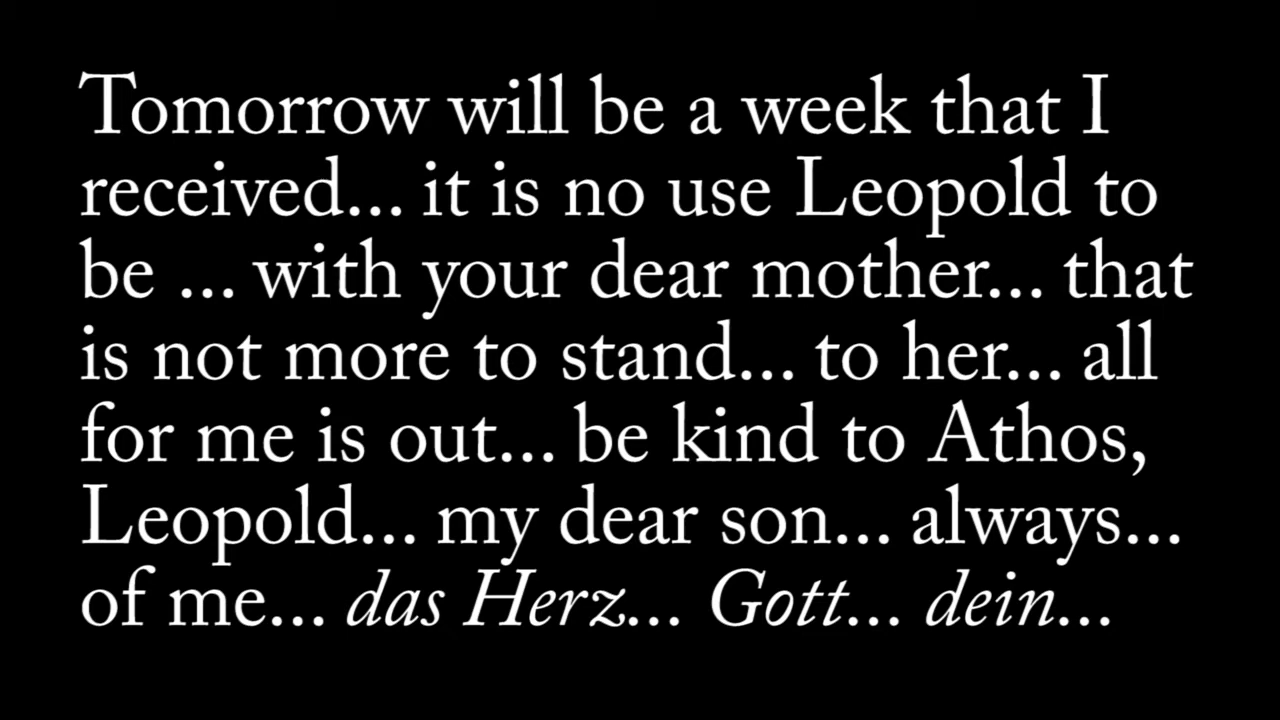 Tomorrow will be a week that I
received... it is no use Leopold to
be ... with your dear mother... that
is not more to stand... to her... all
for me is out... be kind to Athos,
Leopold... my dear son... always...
of me... das Herz... Gott... dein...